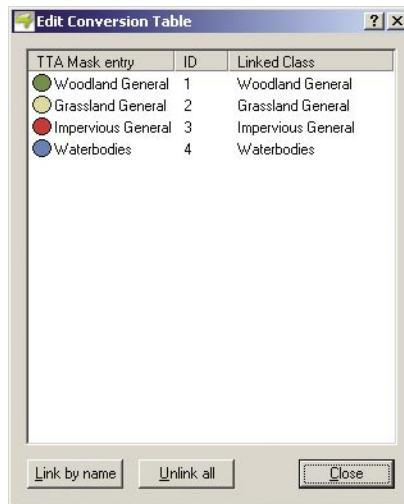 Edit Conversion Table
TTA Mask entry ID Linked Class
Woodland General 1 Woodland General
Grassland General 2 Grassland General
Impervious General 3 Impervious General
Waterbodies 4 Waterbodies
Link by name Unlink all Close